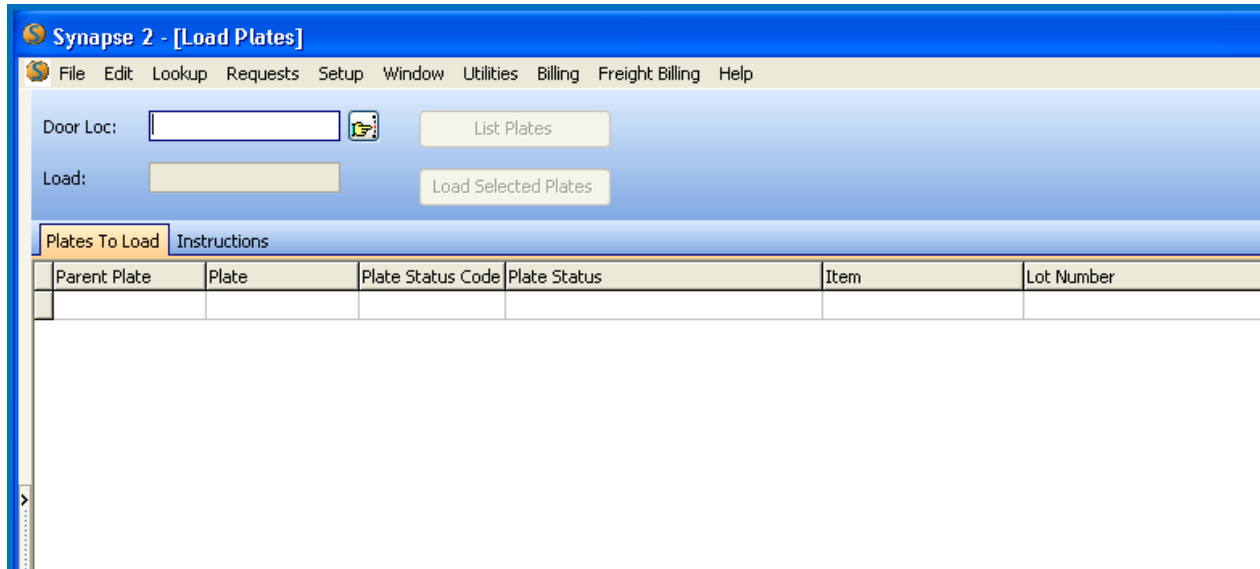 Synapse 2 - [Load Plates]
File Edit Lookup Requests Setup Window Utilities Billing Freight Billing Help
Door Loc: List Plates
Load: Load Selected Plates
Plates To Load Instructions
Parent Plate Plate Plate Status Code Plate Status Item Lot Number